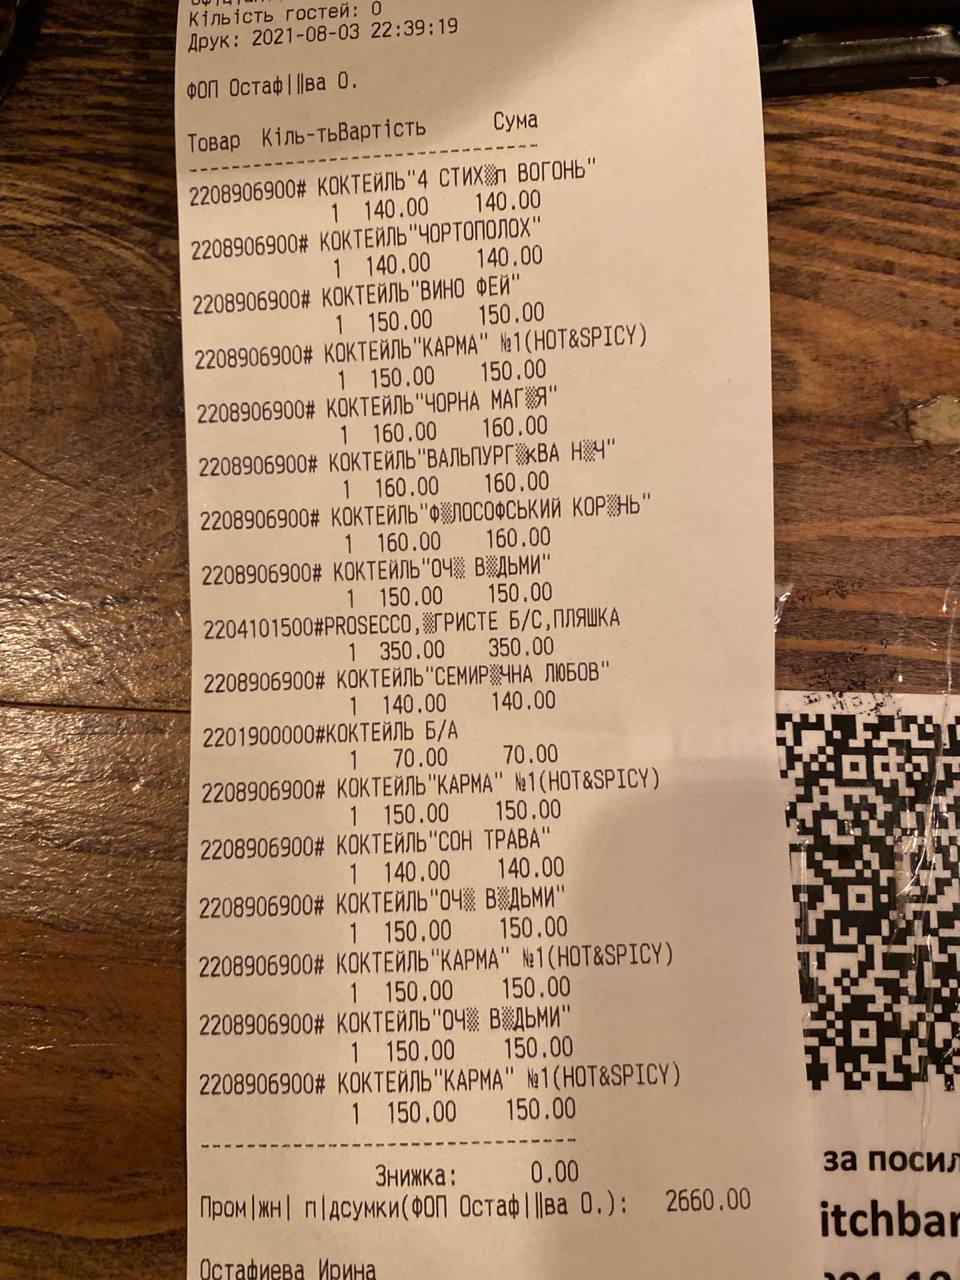 Кількість гостей: 0
Друк: 2021-08-03 22:39:19
ФОП Остаф|‖ва О.
Товар Кіль-тьВартість Сума
--------------------------------
2208906900# КОКТЕЙЛЬ"4 СТИХ▒п ВОГОНЬ"
1 140.00 140.00
2208906900# КОКТЕЙЛЬ"ЧОРТОПОЛОХ"
1 140.00 140.00
2208906900# КОКТЕЙЛЬ"ВИНО ФЕЙ"
1 150.00 150.00
2208906900# КОКТЕЙЛЬ"КАРМА" №1(HOT&SPICY)
1 150.00 150.00
2208906900# КОКТЕЙЛЬ"ЧОРНА МАГ▒Я"
1 160.00 160.00
2208906900# КОКТЕЙЛЬ"ВАЛЬПУРГ▒кВА Н▒Ч"
1 160.00 160.00
2208906900# КОКТЕЙЛЬ"Ф▒ЛОСОФСЬКИЙ КОР▒НЬ"
1 160.00 160.00
2208906900# КОКТЕЙЛЬ"ОЧ▒ В▒ДЬМИ"
1 150.00 150.00
2204101500#PROSECCO,▒ГРИСТЕ Б/С,ПЛЯШКА
1 350.00 350.00
2208906900# КОКТЕЙЛЬ"СЕМИР▒ЧНА ЛЮБОВ"
1 140.00 140.00
2201900000#КОКТЕЙЛЬ Б/А
1 70.00 70.00
2208906900# КОКТЕЙЛЬ"КАРМА" №1(HOT&SPICY)
1 150.00 150.00
2208906900# КОКТЕЙЛЬ"СОН ТРАВА"
1 140.00 140.00
2208906900# КОКТЕЙЛЬ"ОЧ▒ В▒ДЬМИ"
1 150.00 150.00
2208906900# КОКТЕЙЛЬ"КАРМА" №1(HOT&SPICY)
1 150.00 150.00
2208906900# КОКТЕЙЛЬ"ОЧ▒ В▒ДЬМИ"
1 150.00 150.00
2208906900# КОКТЕЙЛЬ"КАРМА" №1(HOT&SPICY)
1 150.00 150.00
--------------------------------
Знижка: 0.00
Пром|жн| п|дсумки(ФОП Остаф|‖ва О.): 2660.00
Остафиева Ирина
за посил
itchbar